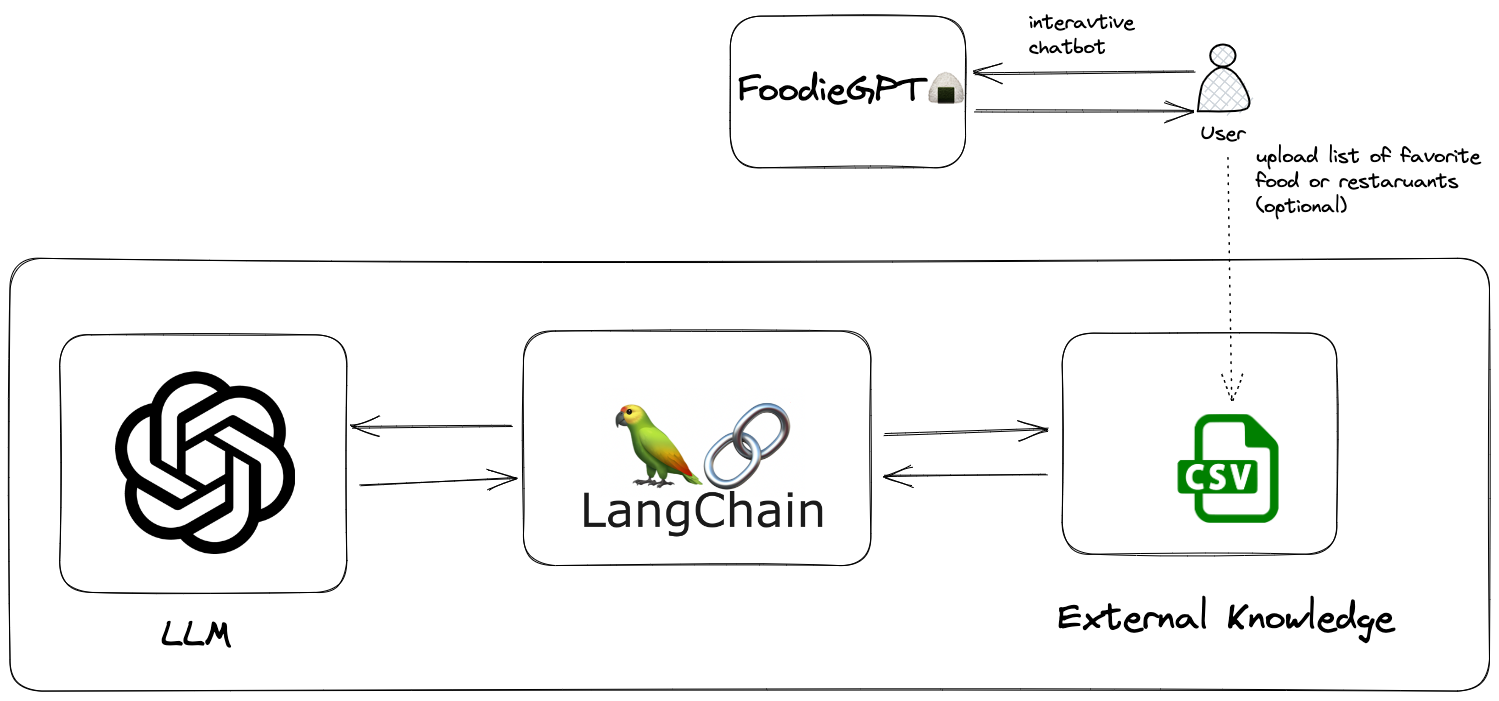 interavtive
chatbot
FoodieGPT
User
upload list of favorite
food or restaruants
(optional)
LangChain
CSV
LLM
External Knowledge